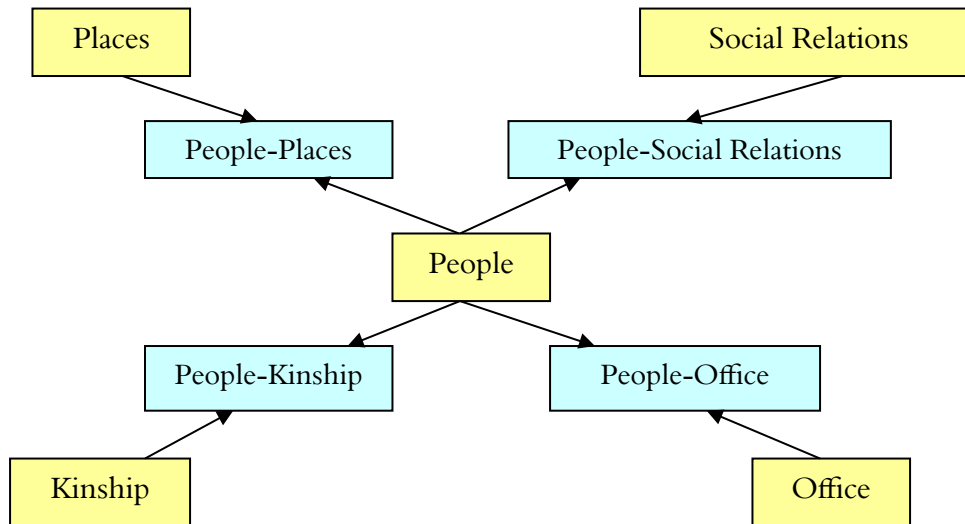 Places
Social Relations
People-Places
People-Social Relations
People
People-Kinship
People-Office
Kinship
Office